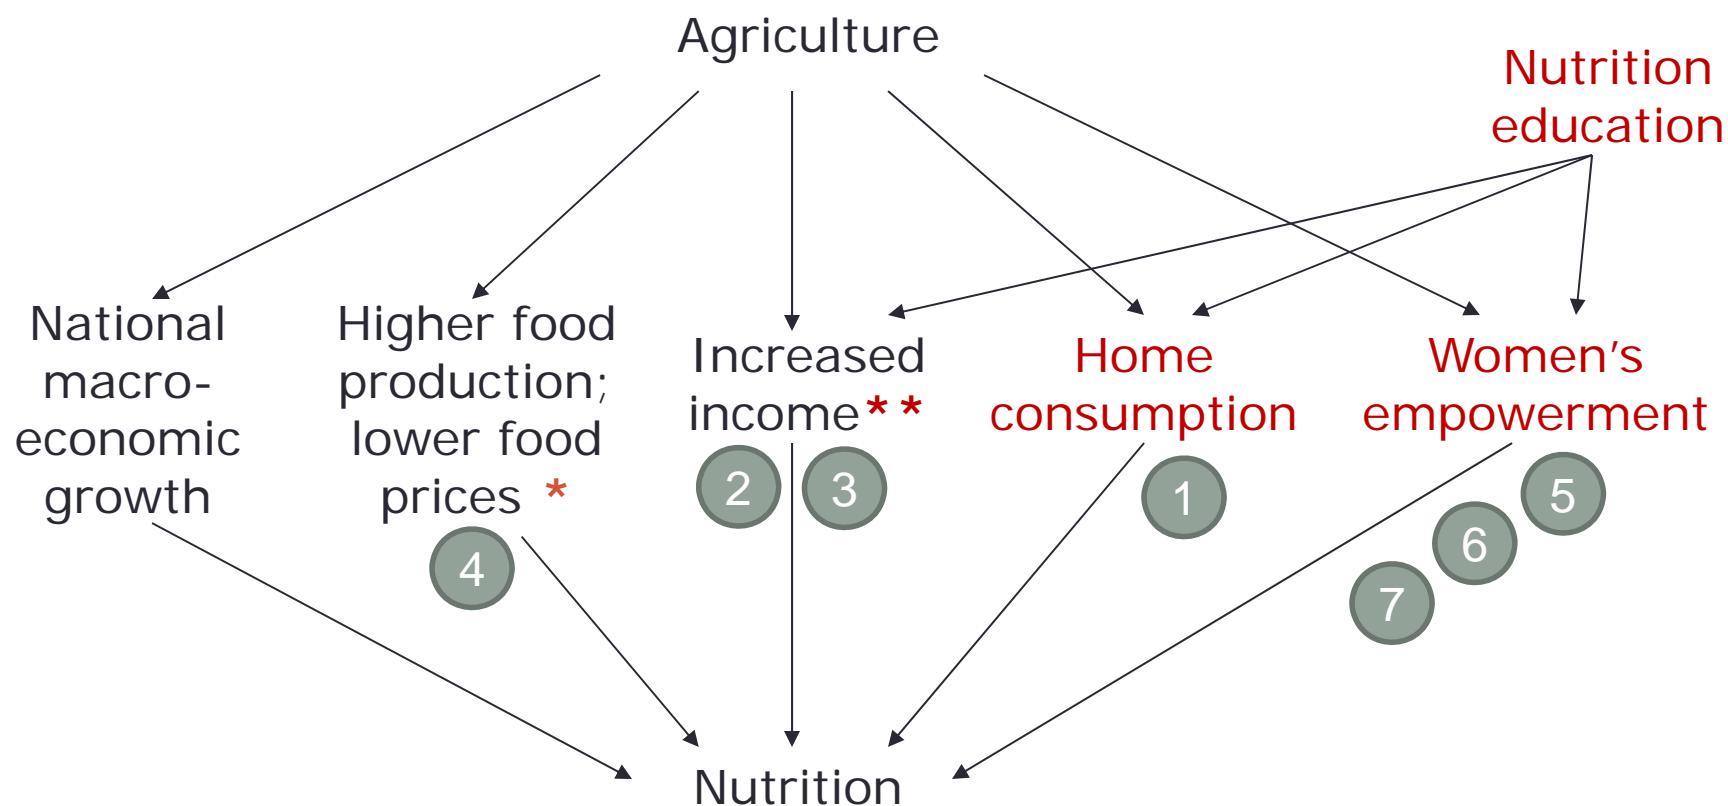 Agriculture
Nutrition
education
National
macro-
economic
growth
Higher food
production;
lower food
prices *
4
Increased
income**
2 3
Home
consumption
1
Women's
empowerment
5
6
7
Nutrition